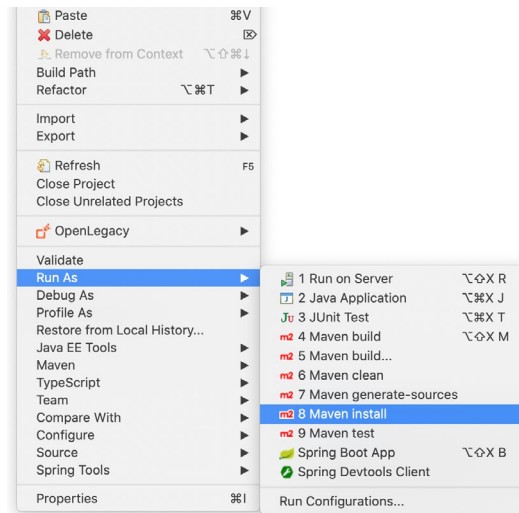 Paste ⌘V
Delete ⌦
Remove from Context ⌥⇧⌘↓
Build Path ▶
Refactor ⌥⌘T ▶
Import ▶
Export ▶
Refresh F5
Close Project
Close Unrelated Projects
OpenLegacy ▶
Validate
Run As ▶
Debug As ▶
Profile As ▶
Restore from Local History...
Java EE Tools ▶
Maven ▶
TypeScript ▶
Team ▶
Compare With ▶
Configure ▶
Source ▶
Spring Tools ▶
Properties ⌘I
1 Run on Server ⌥⇧X R
J 2 Java Application ⌥⌘X J
Ju 3 JUnit Test ⌥⌘X T
m2 4 Maven build ⌥⇧X M
m2 5 Maven build...
m2 6 Maven clean
m2 7 Maven generate-sources
m2 8 Maven install
m2 9 Maven test
Spring Boot App ⌥⇧X B
Spring Devtools Client
Run Configurations...